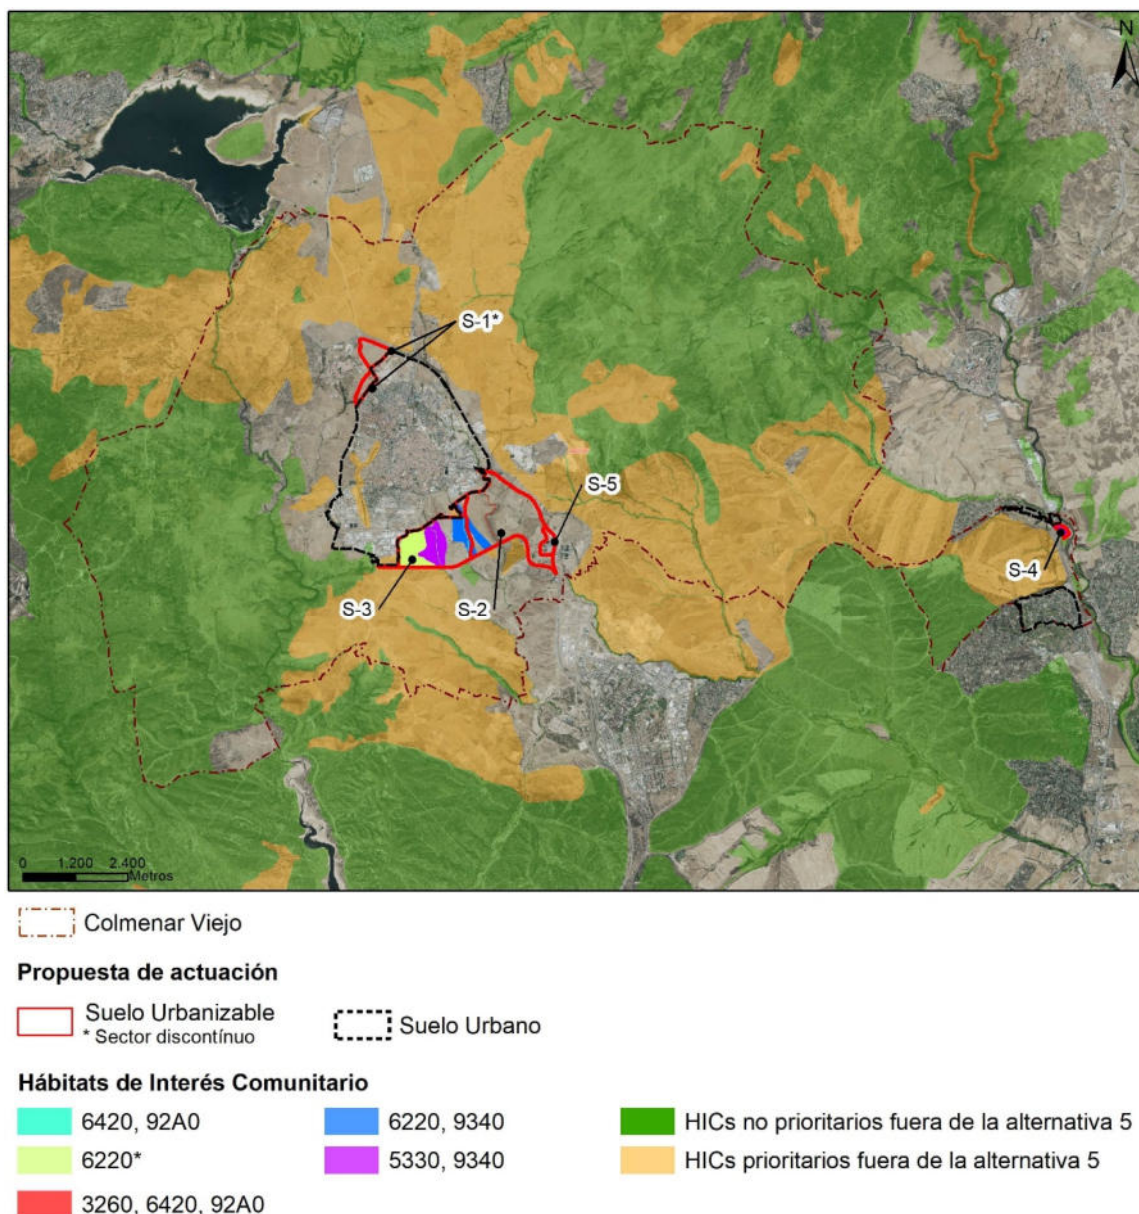 N
S-1*
S-5
S-4
S-3
S-2
0 1.200 2.400
Metros
Colmenar Viejo
Propuesta de actuación
Suelo Urbanizable
* Sector discontínuo
Suelo Urbano
Hábitats de Interés Comunitario
6420, 92A0
6220, 9340
HICs no prioritarios fuera de la alternativa 5
6220*
5330, 9340
HICs prioritarios fuera de la alternativa 5
3260, 6420, 92A0